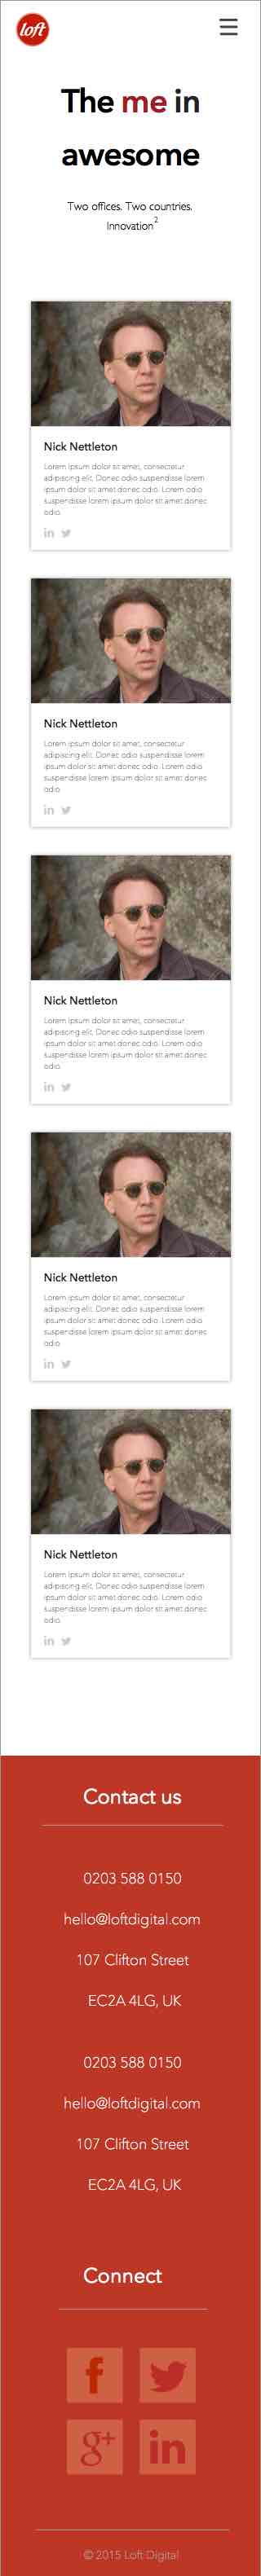 loft
The me in
awesome
Two offices. Two countries.
Innovation²
Nick Nettleton
Lorem ipsum dolor sit amet, consectetur
adipiscing elit. Donec odio suspendisse lorem
ipsum dolor sit amet donec odio. Lorem odio
suspendisse lorem ipsum dolor sit amet donec
odio.
in
Nick Nettleton
Lorem ipsum dolor sit amet, consectetur
adipiscing elit. Donec odio suspendisse lorem
ipsum dolor sit amet donec odio. Lorem odio
suspendisse lorem ipsum dolor sit amet donec
odio.
in
Nick Nettleton
Lorem ipsum dolor sit amet, consectetur
adipiscing elit. Donec odio suspendisse lorem
ipsum dolor sit amet donec odio. Lorem odio
suspendisse lorem ipsum dolor sit amet donec
odio.
in
Nick Nettleton
Lorem ipsum dolor sit amet, consectetur
adipiscing elit. Donec odio suspendisse lorem
ipsum dolor sit amet donec odio. Lorem odio
suspendisse lorem ipsum dolor sit amet donec
odio.
in
Nick Nettleton
Lorem ipsum dolor sit amet, consectetur
adipiscing elit. Donec odio suspendisse lorem
ipsum dolor sit amet donec odio. Lorem odio
suspendisse lorem ipsum dolor sit amet donec
odio.
in
Contact us
0203 588 0150
hello@loftdigital.com
107 Clifton Street
EC2A 4LG, UK
0203 588 0150
hello@loftdigital.com
107 Clifton Street
EC2A 4LG, UK
Connect
f
g+ in
© 2015 Loft Digital